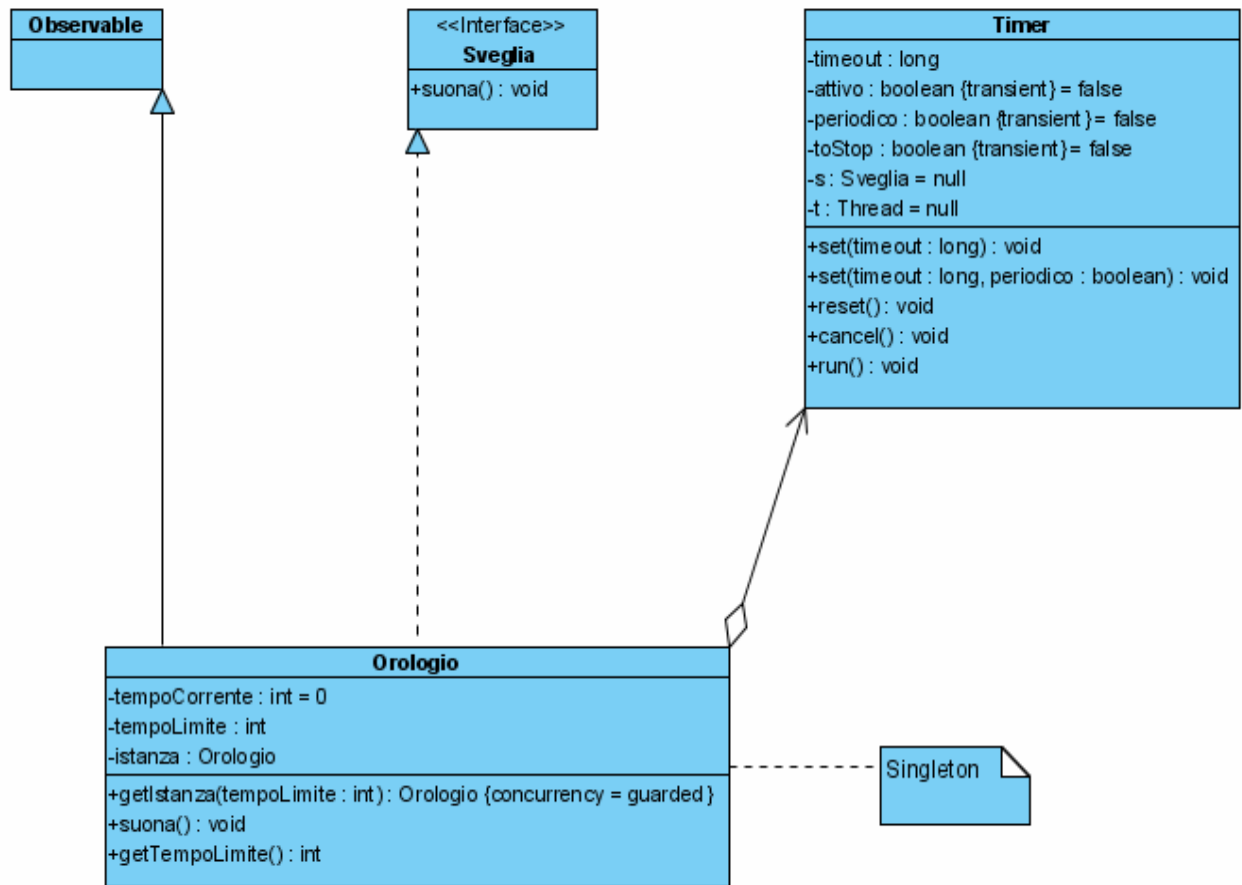 Observable
<<Interface>>
Sveglia
+suona() : void
Timer
-timeout : long
-attivo : boolean {transient} = false
-periodico : boolean {transient} = false
-toStop : boolean {transient} = false
-s : Sveglia = null
-t : Thread = null
+set(timeout : long) : void
+set(timeout : long, periodico : boolean) : void
+reset() : void
+cancel() : void
+run() : void
Orologio
-tempoCorrente : int = 0
-tempoLimite : int
-istanza : Orologio
+getIstanza(tempoLimite : int) : Orologio {concurrency = guarded}
+suona() : void
+getTempoLimite() : int
Singleton